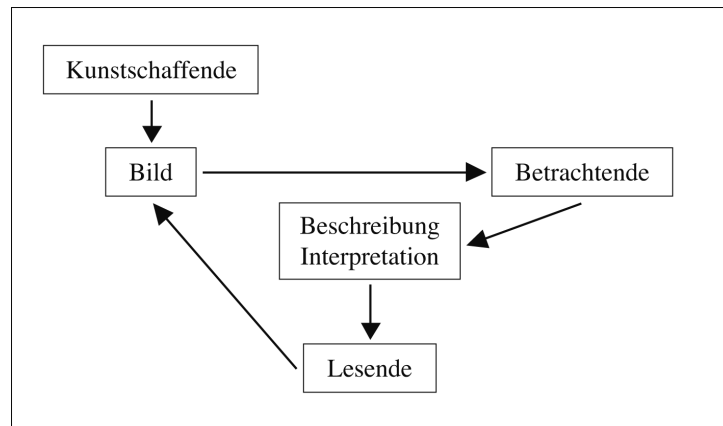 Kunstschaffende
Bild
Betrachtende
Beschreibung
Interpretation
Lesende